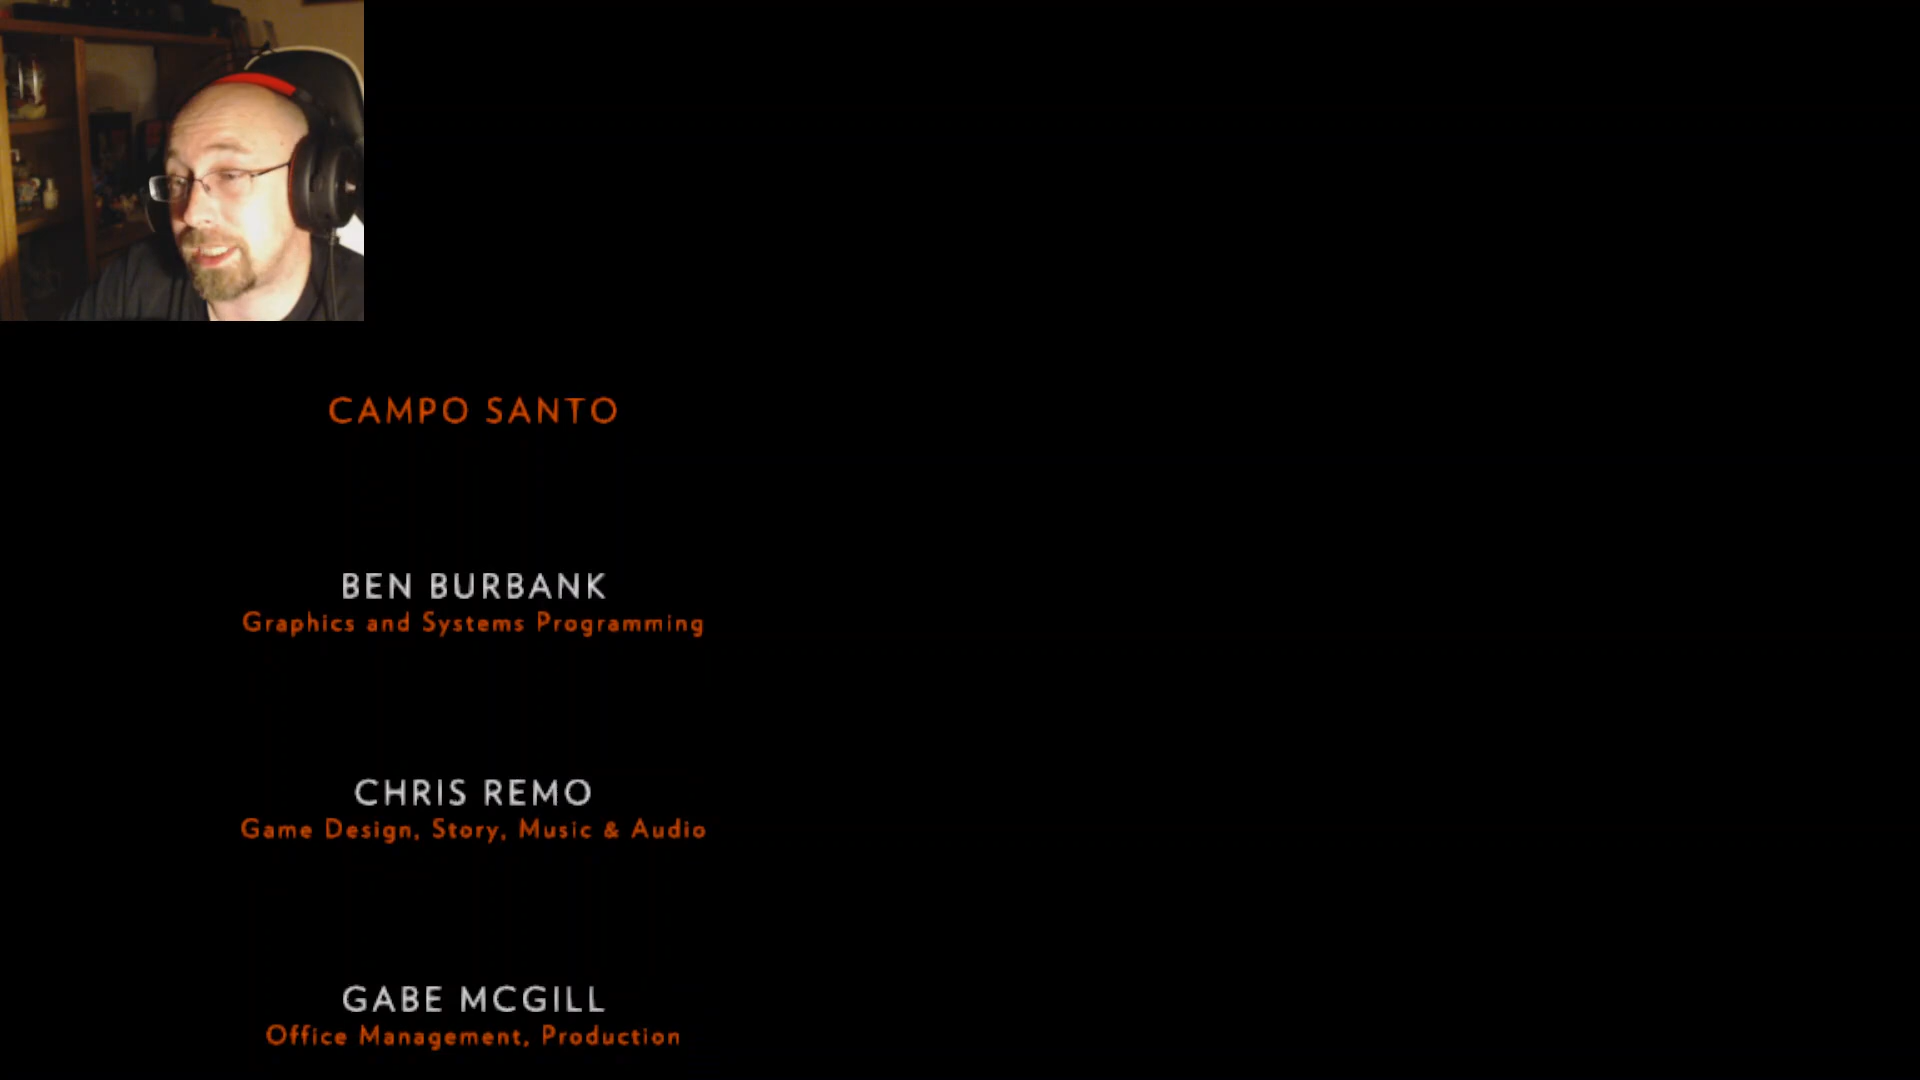 CAMPO SANTO
BEN BURBANK
Graphics and Systems Programming
CHRIS REMO
Game Design, Story, Music & Audio
GABE MCGILL
Office Management, Production